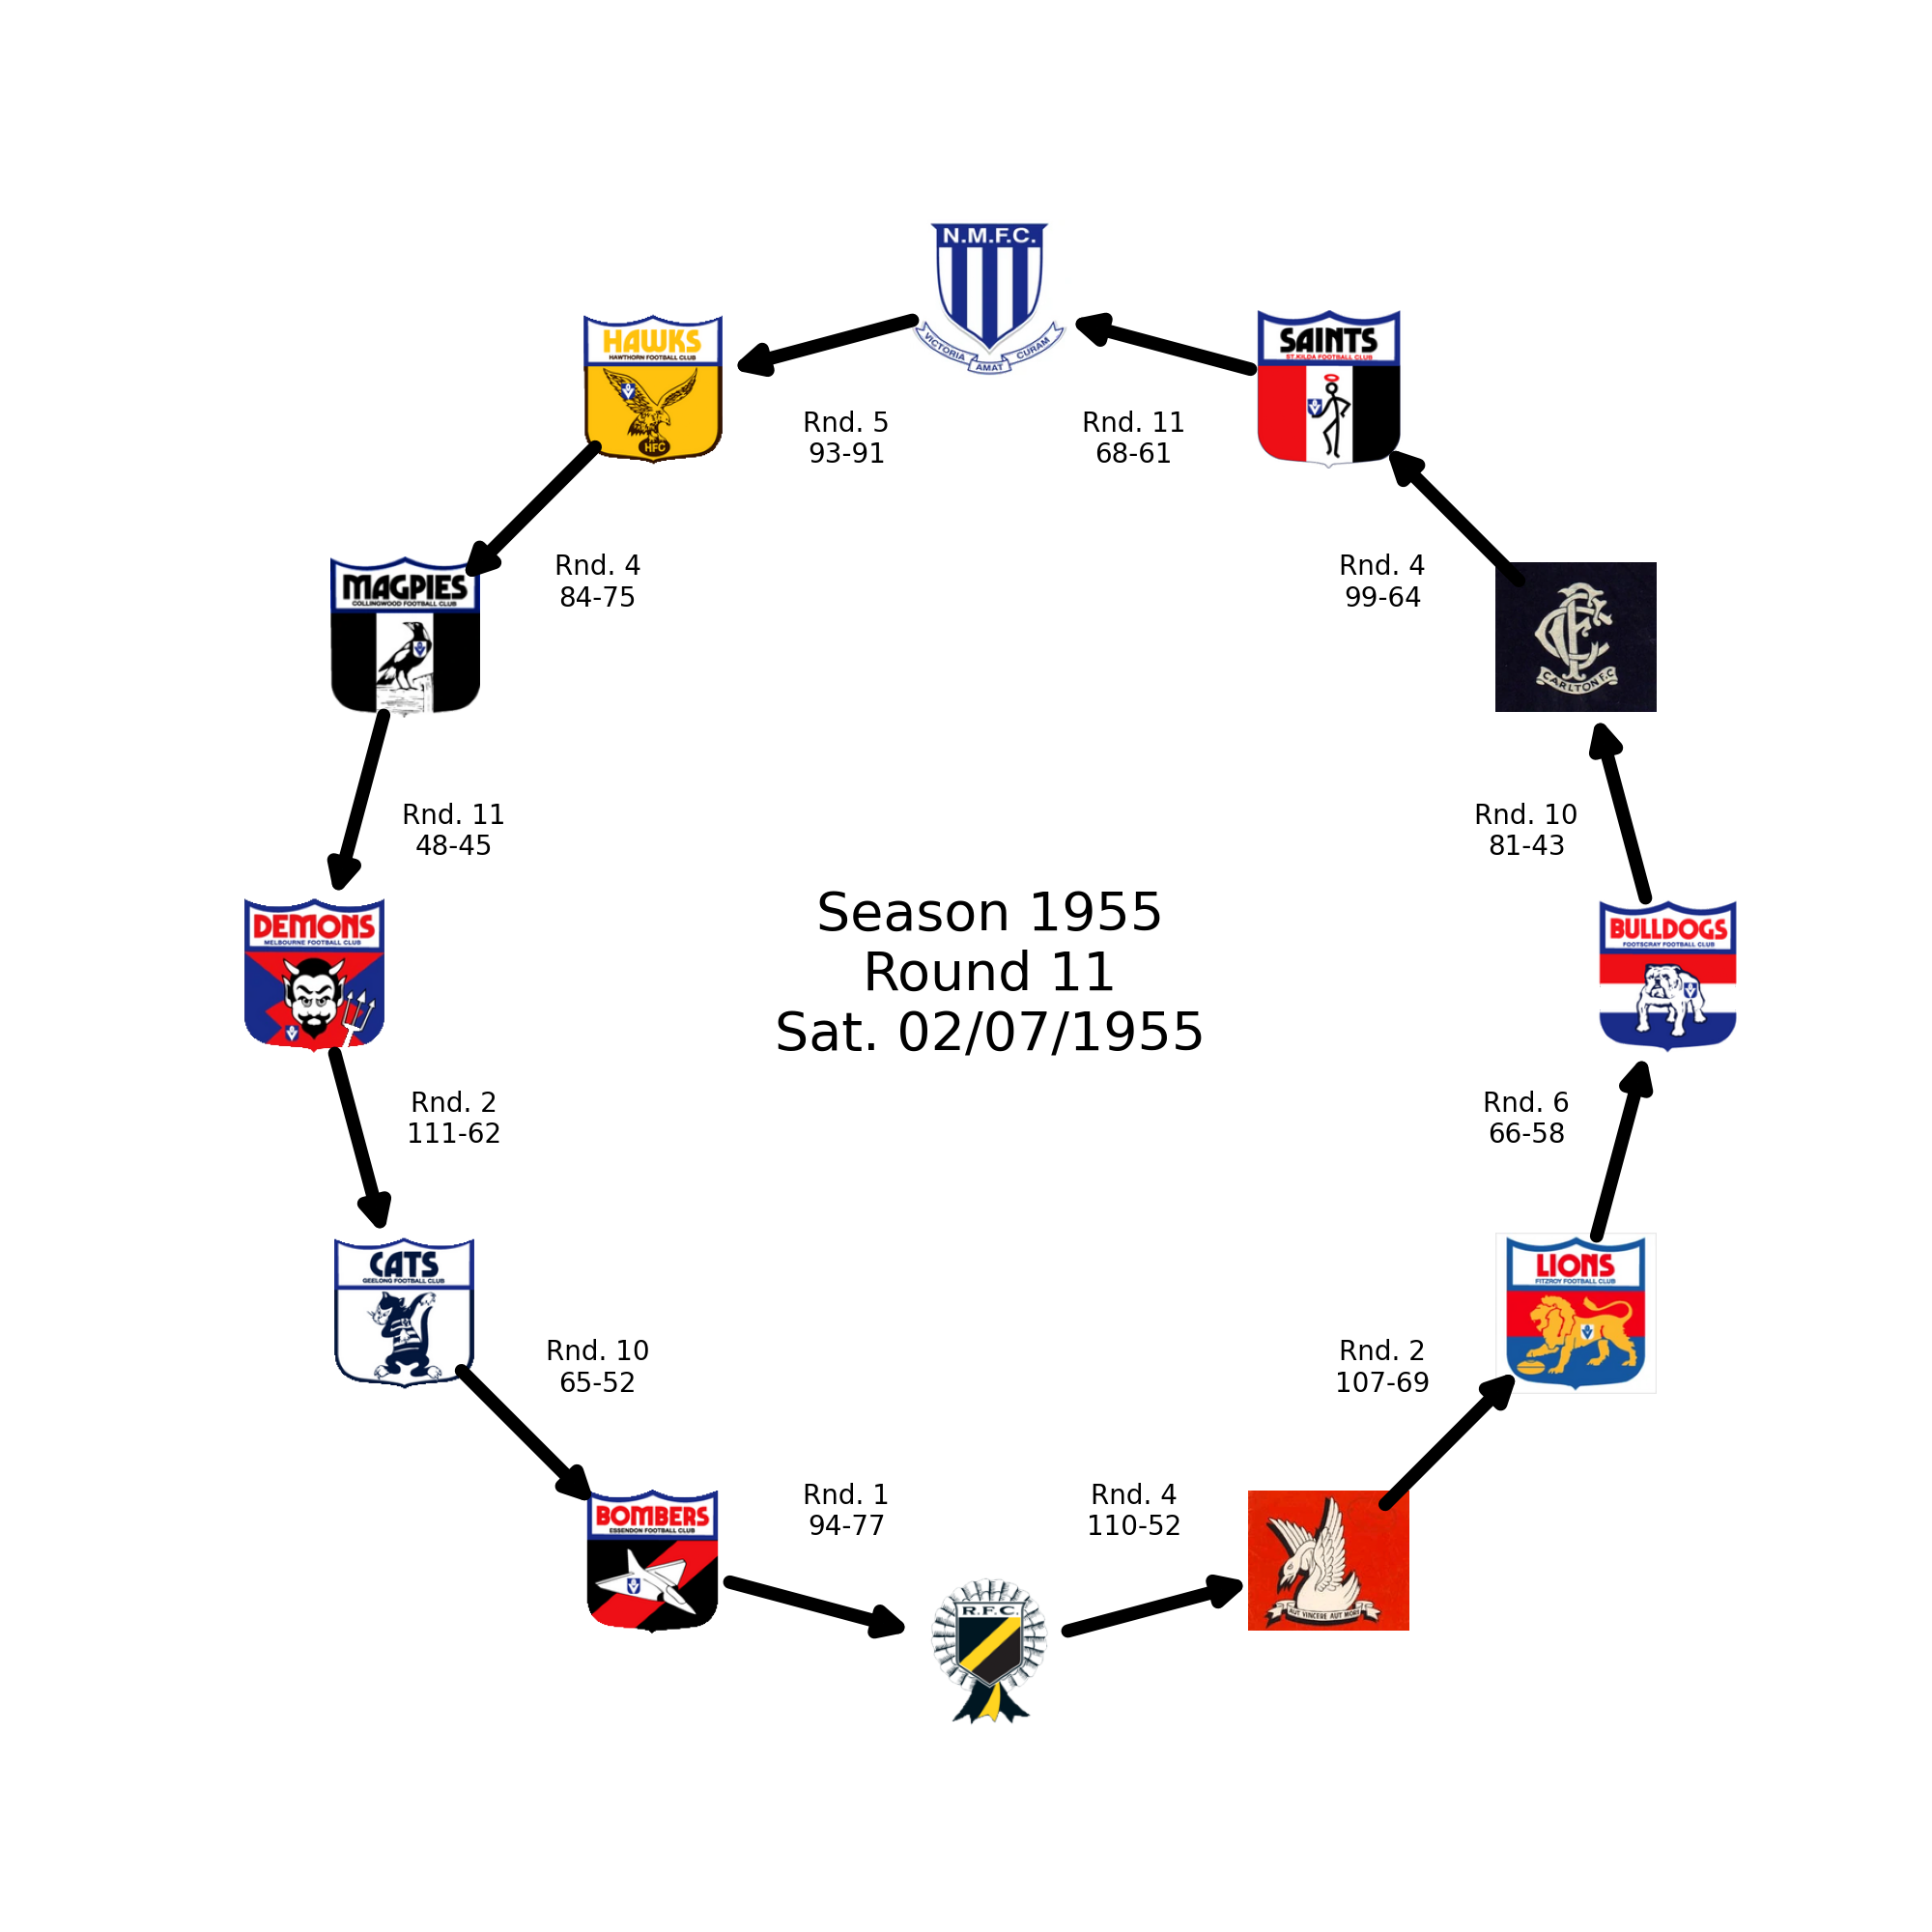 N.M.F.C.
VICTORIA AMAT CURAM
HAWKS
HAWTHORN FOOTBALL CLUB
HFC
SAINTS
ST.KILDA FOOTBALL CLUB
Rnd. 5
93-91
Rnd. 11
68-61
MAGPIES
COLLINGWOOD FOOTBALL CLUB
Rnd. 4
84-75
Rnd. 4
99-64
CFC
CARLTON F.C
Rnd. 11
48-45
Rnd. 10
81-43
DEMONS
MELBOURNE FOOTBALL CLUB
Season 1955
Round 11
Sat. 02/07/1955
BULLDOGS
FOOTSCRAY FOOTBALL CLUB
Rnd. 2
111-62
Rnd. 6
66-58
CATS
GEELONG FOOTBALL CLUB
LIONS
FITZROY FOOTBALL CLUB
Rnd. 10
65-52
Rnd. 2
107-69
BOMBERS
ESSENDON FOOTBALL CLUB
Rnd. 1
94-77
Rnd. 4
110-52
R.F.C.
AUT VINCERE AUT MORI